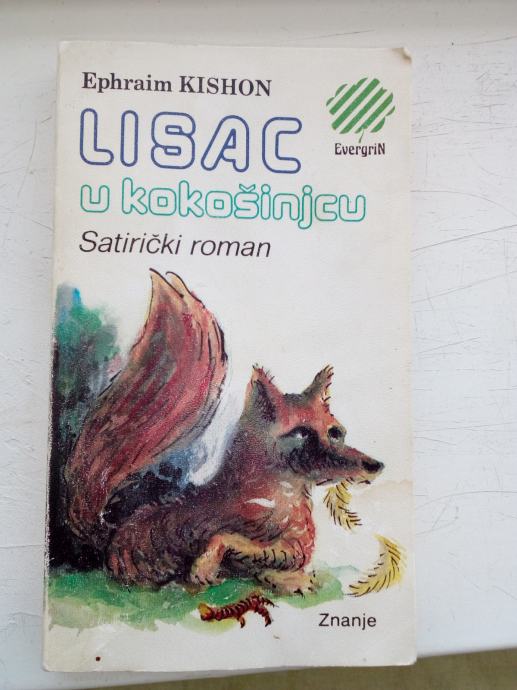 Ephraim KISHON
LISAC
u kokošinjcu
Satirički roman
EvergriN
Znanje